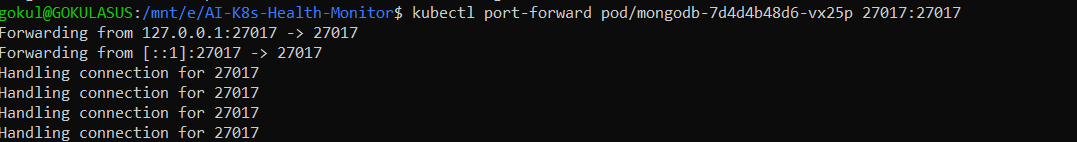 gokul@GOKULASUS:/mnt/e/AI-K8s-Health-Monitor$ kubectl port-forward pod/mongodb-7d4d4b48d6-vx25p 27017:27017
Forwarding from 127.0.0.1:27017 -> 27017
Forwarding from [::1]:27017 -> 27017
Handling connection for 27017
Handling connection for 27017
Handling connection for 27017
Handling connection for 27017